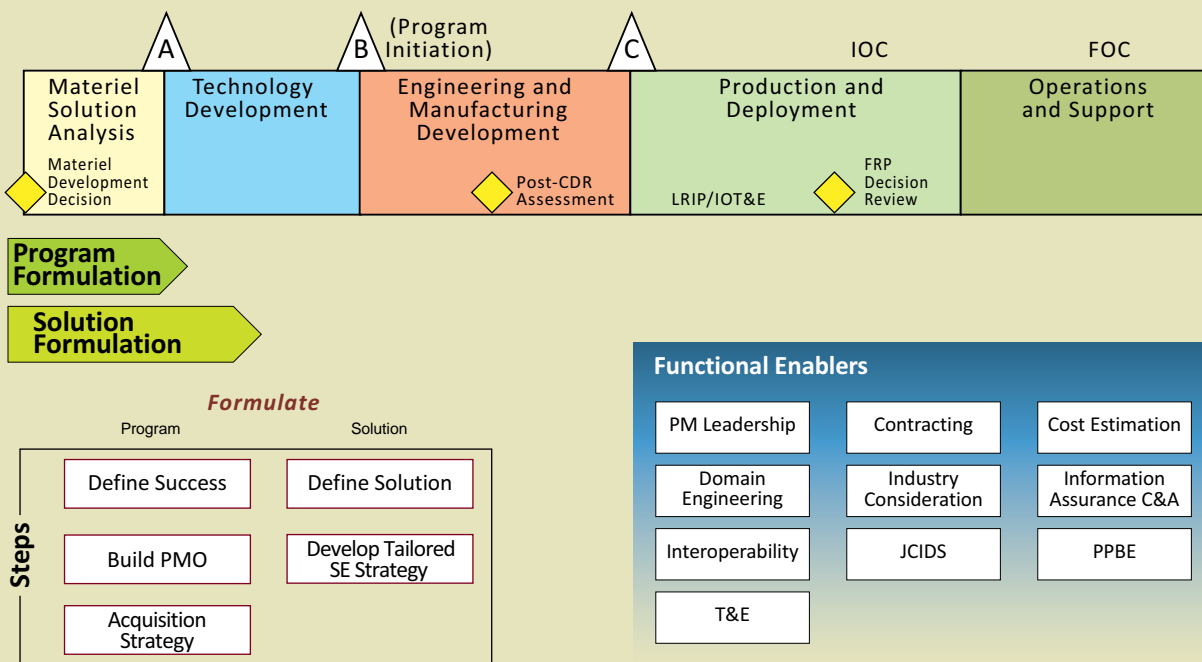 A
B
(Program
Initiation)
C
IOC
FOC
Materiel
Solution
Analysis
Technology
Development
Engineering and
Manufacturing
Development
Production and
Deployment
Operations
and Support
Materiel
Development
Decision
Post-CDR
Assessment
LRIP/IOT&E
FRP
Decision
Review
Program
Formulation
Solution
Formulation
Formulate
Program
Solution
Steps
Define Success
Define Solution
Build PMO
Develop Tailored
SE Strategy
Acquisition
Strategy
Functional Enablers
PM Leadership
Contracting
Cost Estimation
Domain
Engineering
Industry
Consideration
Information
Assurance C&A
Interoperability
JCIDS
PPBE
T&E